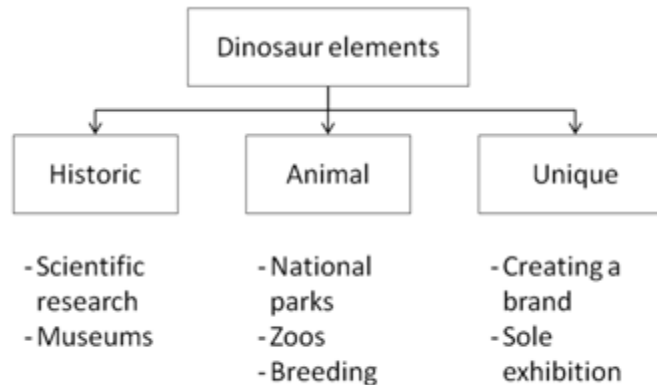 Dinosaur elements
Historic
Animal
Unique
- Scientific
research
- Museums
- National
parks
- Zoos
- Breeding
- Creating a
brand
- Sole
exhibition